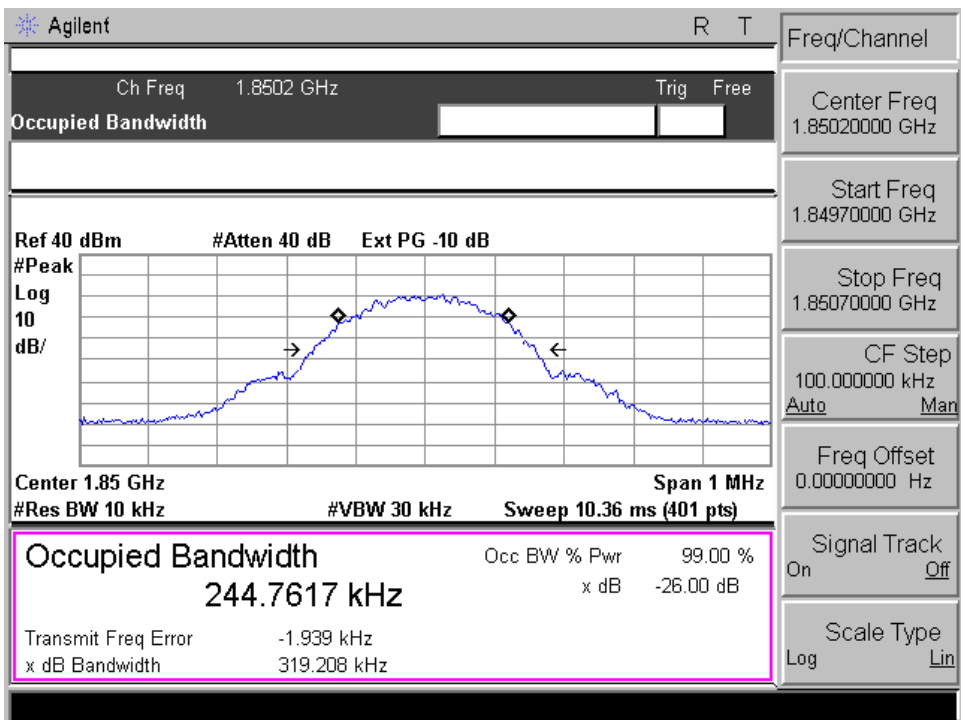 Agilent R T
Ch Freq 1.8502 GHz Trig Free
Occupied Bandwidth
Ref 40 dBm #Atten 40 dB Ext PG -10 dB
#Peak
Log
10
dB/
Center 1.85 GHz Span 1 MHz
#Res BW 10 kHz #VBW 30 kHz Sweep 10.36 ms (401 pts)
Occupied Bandwidth
244.7617 kHz
Occ BW % Pwr 99.00 %
x dB -26.00 dB
Transmit Freq Error -1.939 kHz
x dB Bandwidth 319.208 kHz
Freq/Channel
Center Freq
1.85020000 GHz
Start Freq
1.84970000 GHz
Stop Freq
1.85070000 GHz
CF Step
100.000000 kHz
Auto Man
Freq Offset
0.00000000 Hz
Signal Track
On Off
Scale Type
Log Lin